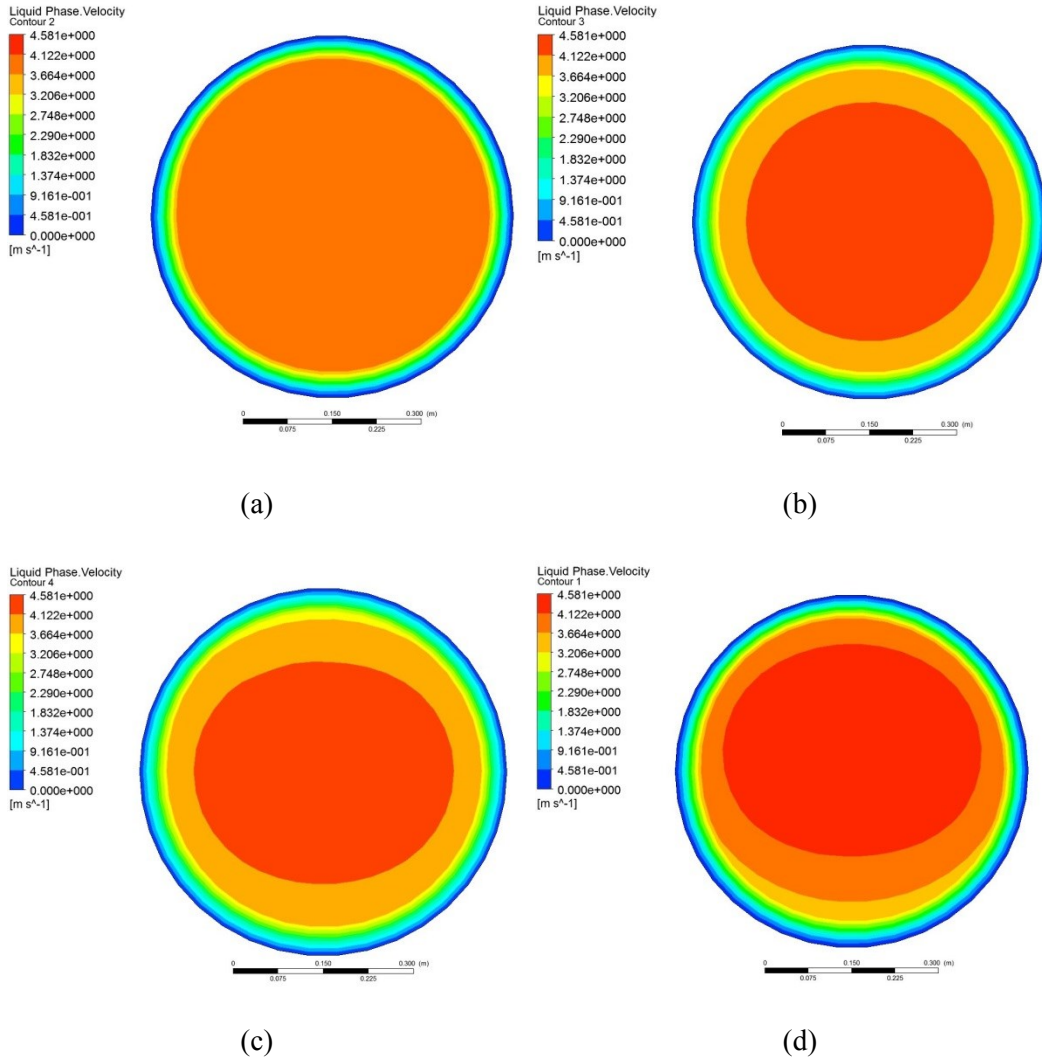 Liquid Phase.Velocity
Contour 2
4.581e+000
4.122e+000
3.664e+000
3.206e+000
2.748e+000
2.290e+000
1.832e+000
1.374e+000
9.161e-001
4.581e-001
0.000e+000
[m s^-1]
0 0.150 0.300 (m)
0.075 0.225
(a)
Liquid Phase.Velocity
Contour 3
4.581e+000
4.122e+000
3.664e+000
3.206e+000
2.748e+000
2.290e+000
1.832e+000
1.374e+000
9.161e-001
4.581e-001
0.000e+000
[m s^-1]
0 0.150 0.300 (m)
0.075 0.225
(b)
Liquid Phase.Velocity
Contour 4
4.581e+000
4.122e+000
3.664e+000
3.206e+000
2.748e+000
2.290e+000
1.832e+000
1.374e+000
9.161e-001
4.581e-001
0.000e+000
[m s^-1]
0 0.150 0.300 (m)
0.075 0.225
(c)
Liquid Phase.Velocity
Contour 1
4.581e+000
4.122e+000
3.664e+000
3.206e+000
2.748e+000
2.290e+000
1.832e+000
1.374e+000
9.161e-001
4.581e-001
0.000e+000
[m s^-1]
0 0.150 0.300 (m)
0.075 0.225
(d)